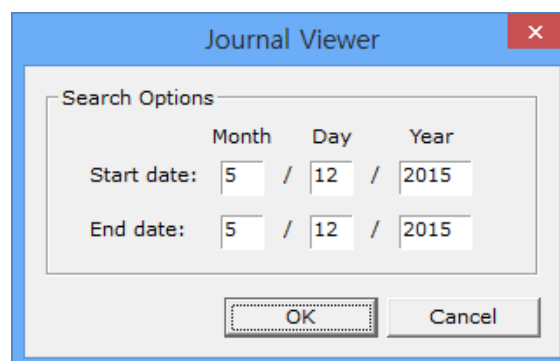 Journal Viewer
Search Options
Month Day Year
Start date: 5 / 12 / 2015
End date: 5 / 12 / 2015
OK Cancel